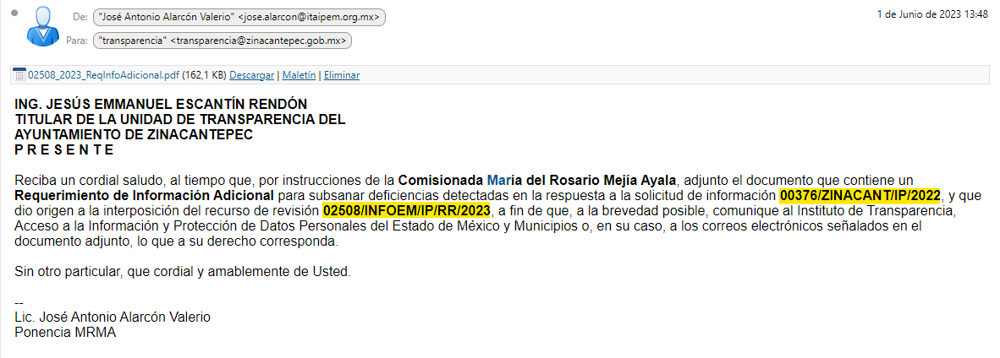 De: "José Antonio Alarcón Valerio" <jose.alarcon@itaipem.org.mx>
1 de Junio de 2023 13:48
Para: "transparencia" <transparencia@zinacantepec.gob.mx>
02508_2023_ReqInfoAdicional.pdf (162,1 KB) Descargar | Maletín | Eliminar
ING. JESÚS EMMANUEL ESCANTÍN RENDÓN
TITULAR DE LA UNIDAD DE TRANSPARENCIA DEL
AYUNTAMIENTO DE ZINACANTEPEC
P R E S E N T E
Reciba un cordial saludo, al tiempo que, por instrucciones de la Comisionada María del Rosario Mejía Ayala, adjunto el documento que contiene un
Requerimiento de Información Adicional para subsanar deficiencias detectadas en la respuesta a la solicitud de información 00376/ZINACANT/IP/2022, y que
dio origen a la interposición del recurso de revisión 02508/INFOEM/IP/RR/2023, a fin de que, a la brevedad posible, comunique al Instituto de Transparencia,
Acceso a la Información y Protección de Datos Personales del Estado de México y Municipios o, en su caso, a los correos electrónicos señalados en el
documento adjunto, lo que a su derecho corresponda.
Sin otro particular, que cordial y amablemente de Usted.
--
Lic. José Antonio Alarcón Valerio
Ponencia MRMA